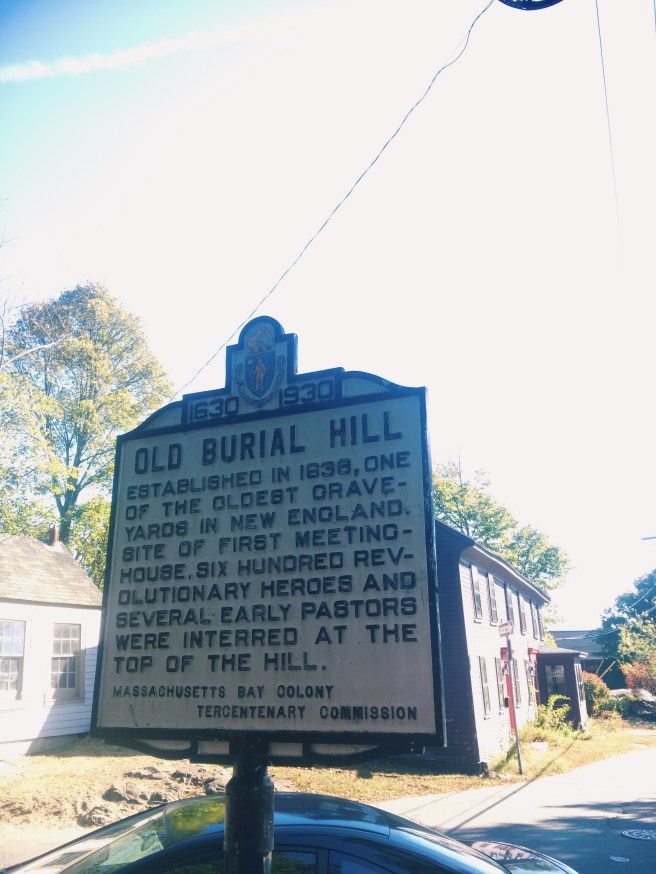 1630 1930
OLD BURIAL HILL
ESTABLISHED IN 1638, ONE
OF THE OLDEST GRAVE-
YARDS IN NEW ENGLAND.
SITE OF FIRST MEETING-
HOUSE. SIX HUNDRED REV-
OLUTIONARY HEROES AND
SEVERAL EARLY PASTORS
WERE INTERRED AT THE
TOP OF THE HILL.
MASSACHUSETTS BAY COLONY
TERCENTENARY COMMISSION